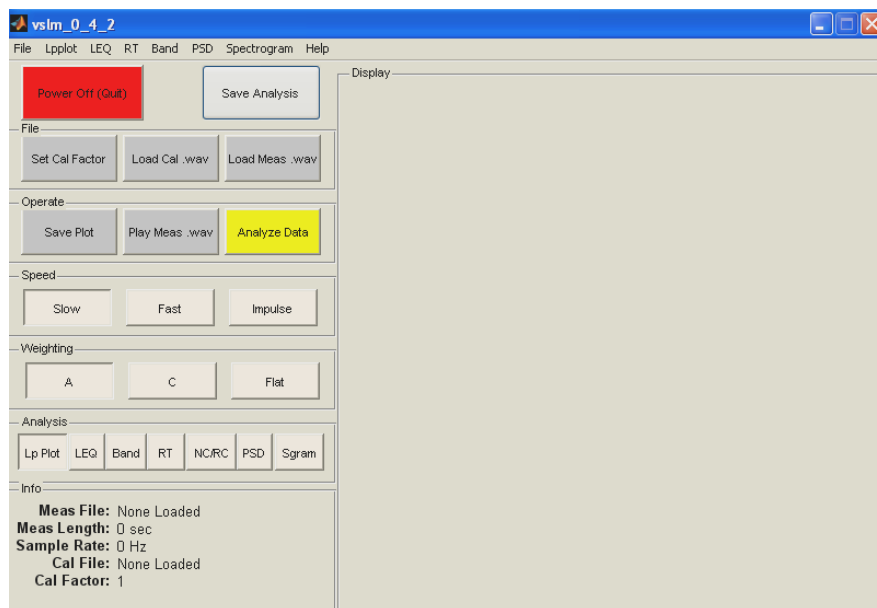 vslm_0_4_2
File Lpplot LEQ RT Band PSD Spectrogram Help
Power Off (Quit) Save Analysis
Display
File
Set Cal Factor Load Cal .wav Load Meas .wav
Operate
Save Plot Play Meas .wav Analyze Data
Speed
Slow Fast Impulse
Weighting
A C Flat
Analysis
Lp Plot LEQ Band RT NC/RC PSD Sgram
Info
Meas File: None Loaded
Meas Length: 0 sec
Sample Rate: 0 Hz
Cal File: None Loaded
Cal Factor: 1